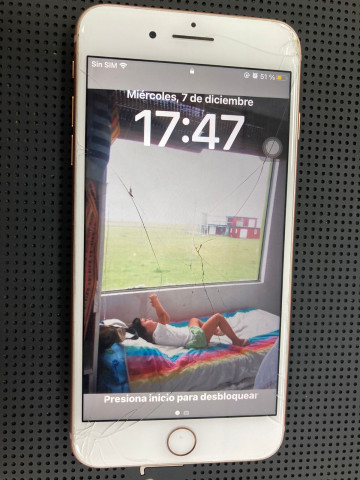 Sin SIM
51 %
Miércoles, 7 de diciembre
17:47
Presiona inicio para desbloquear